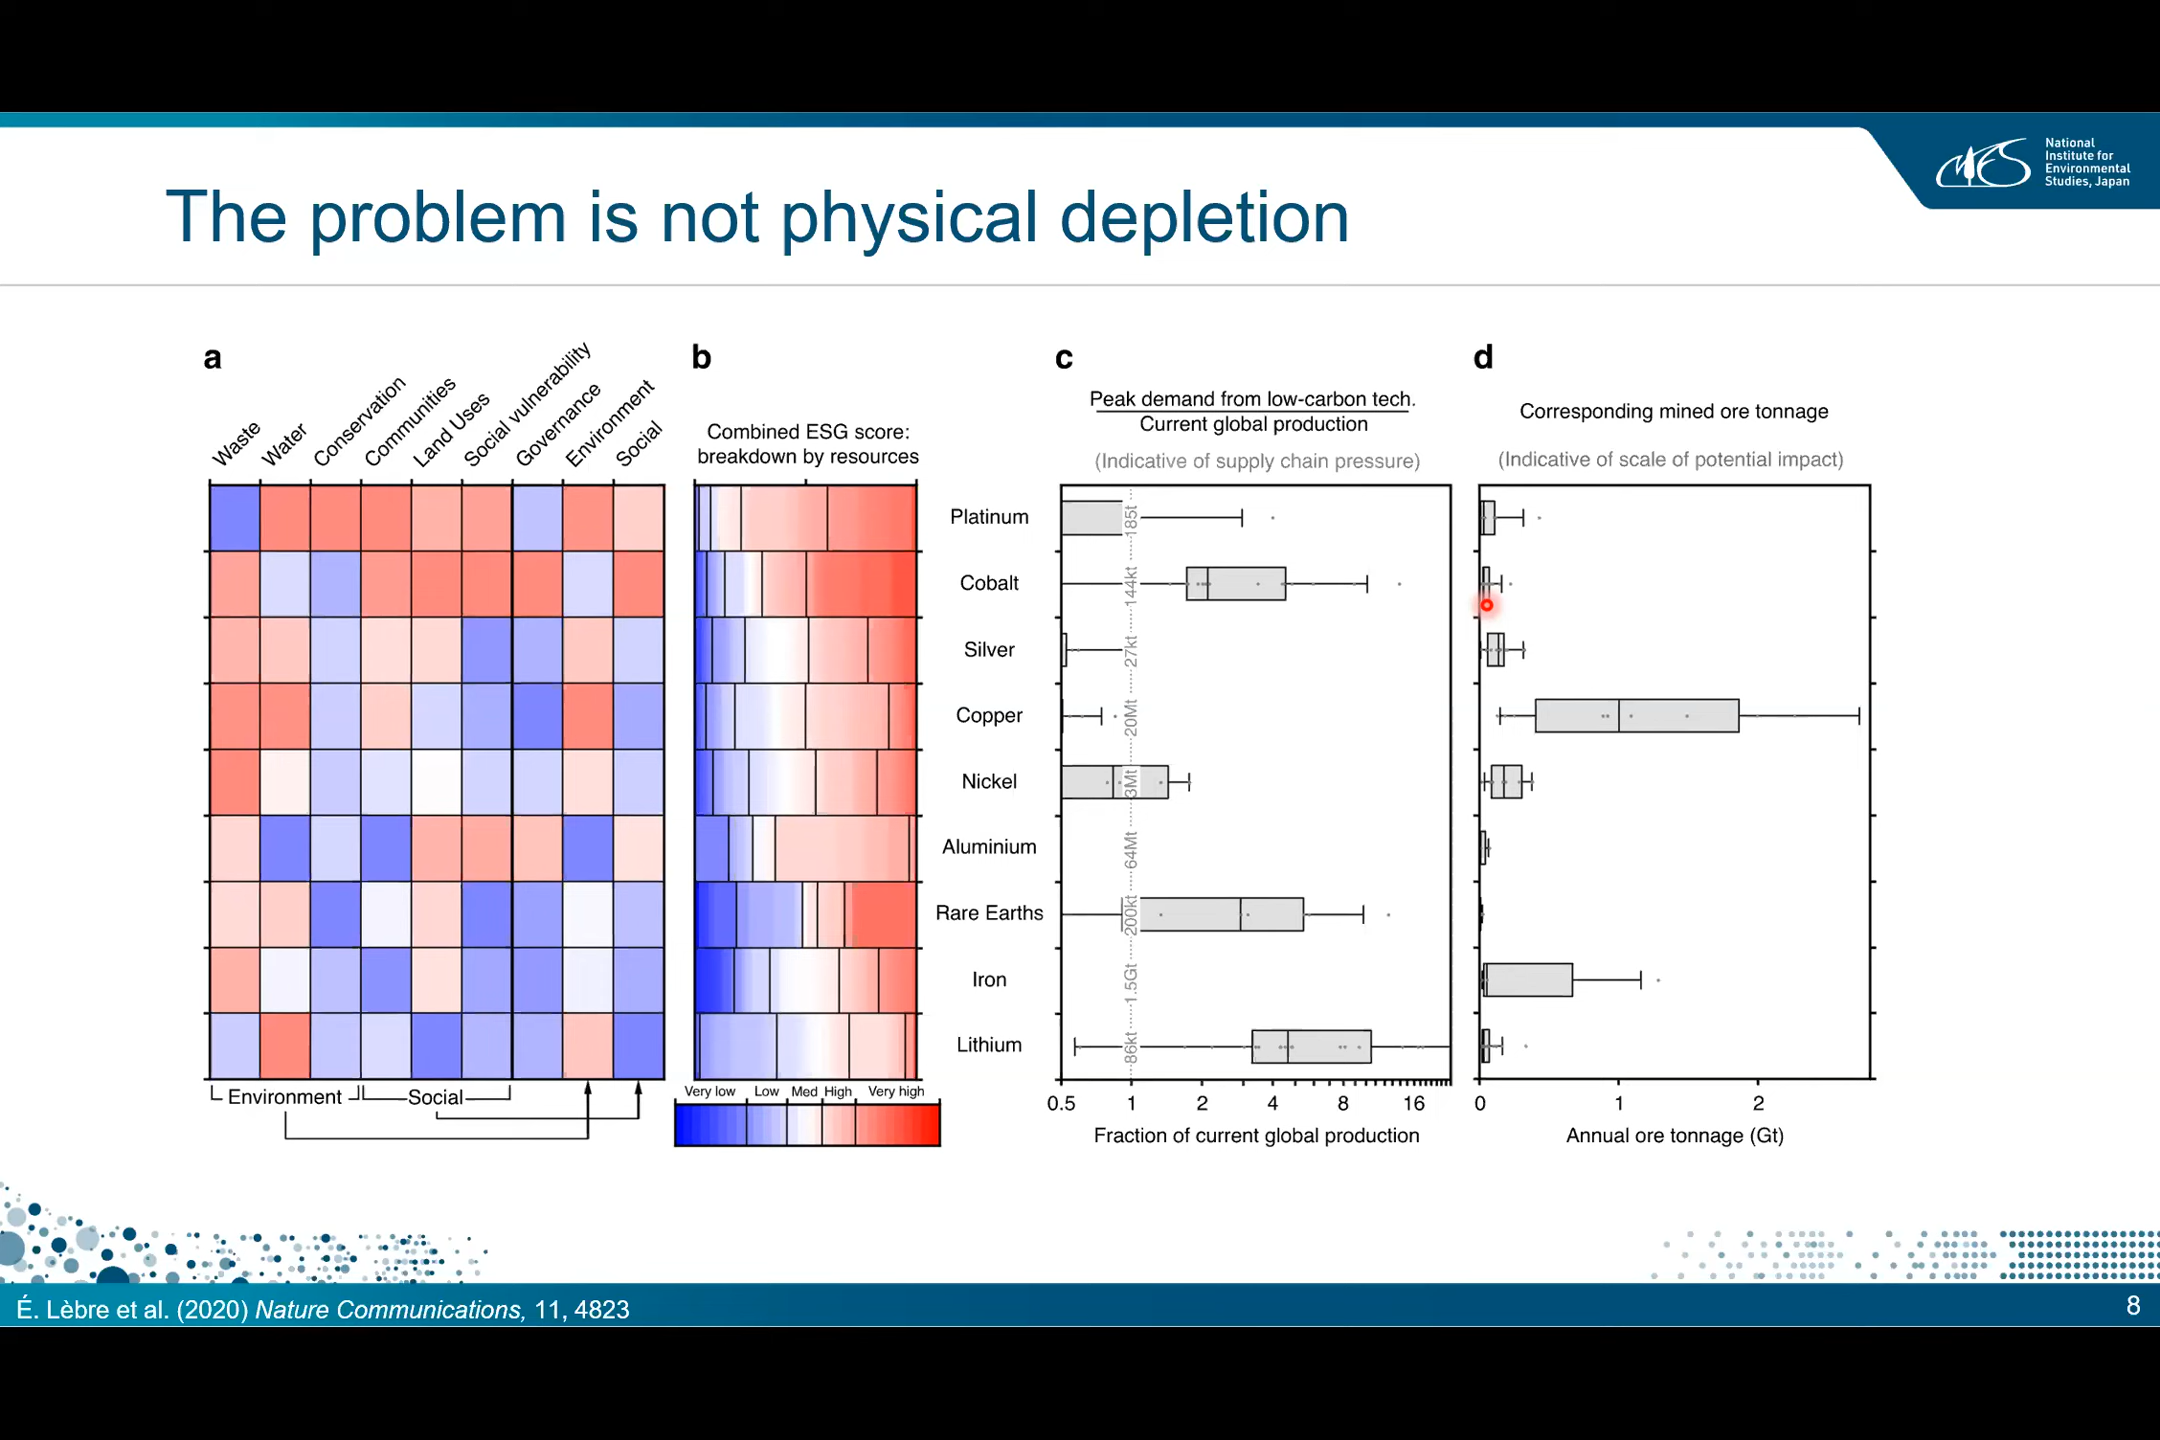 National
Institute for
Environmental
Studies, Japan
The problem is not physical depletion
a
b
c
d
Waste
Water
Conservation
Communities
Land Uses
Social vulnerability
Governance
Environment
Social
Combined ESG score:
breakdown by resources
Peak demand from low-carbon tech.
Current global production
(Indicative of supply chain pressure)
Corresponding mined ore tonnage
(Indicative of scale of potential impact)
Platinum
185t
Cobalt
144kt
Silver
27kt
Copper
20Mt
Nickel
3Mt
Aluminium
64Mt
Rare Earths
200kt
Iron
1.5Gt
Lithium
86kt
Environment
Social
Very low Low Med High Very high
0.5 1 2 4 8 16
Fraction of current global production
0 1 2
Annual ore tonnage (Gt)
É. Lèbre et al. (2020) Nature Communications, 11, 4823
8